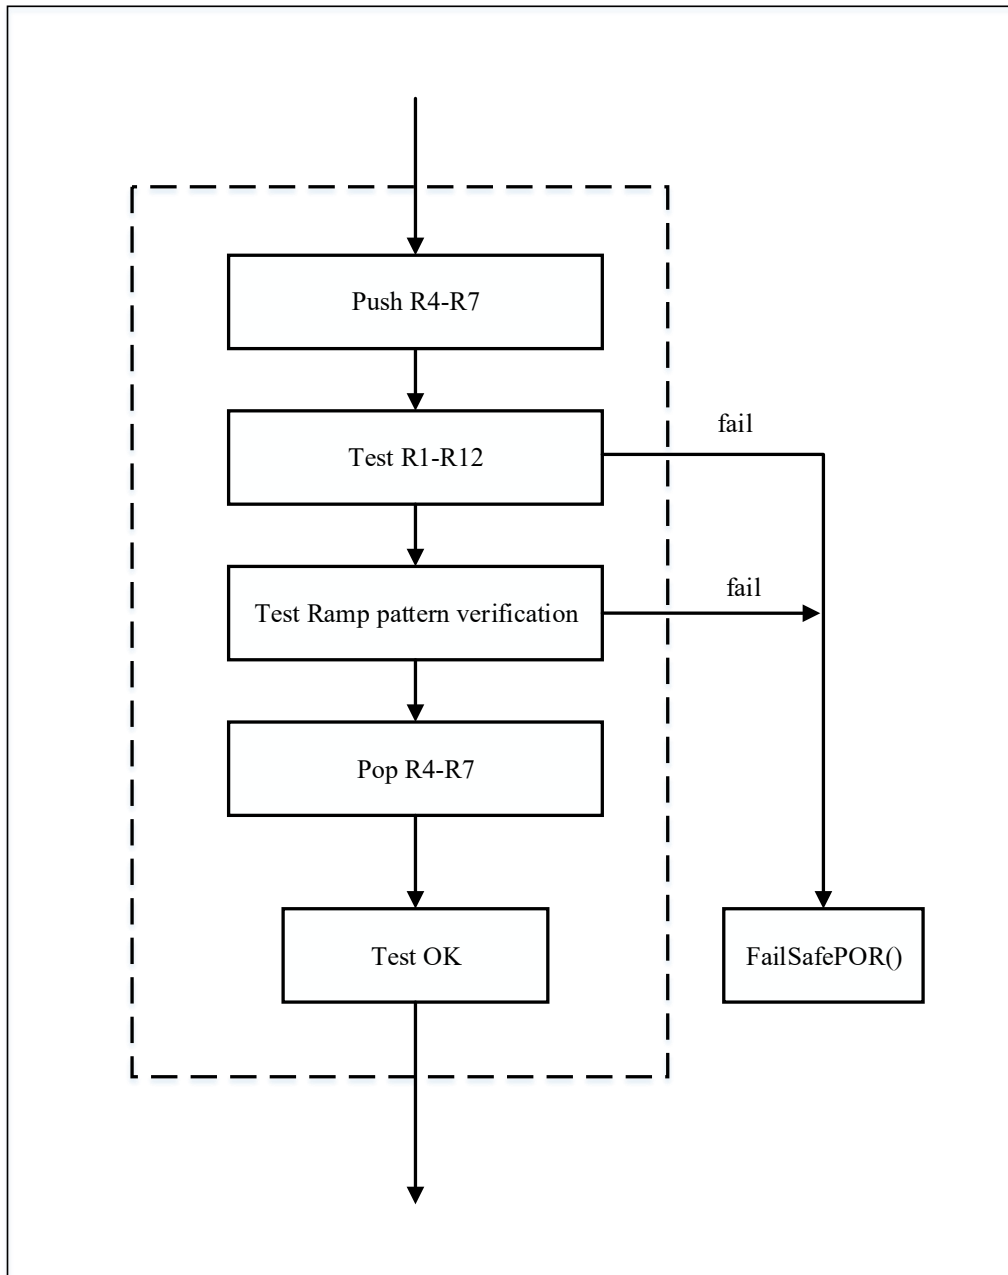 Push R4-R7
Test R1-R12
fail
Test Ramp pattern verification
fail
Pop R4-R7
Test OK
FailSafePOR()